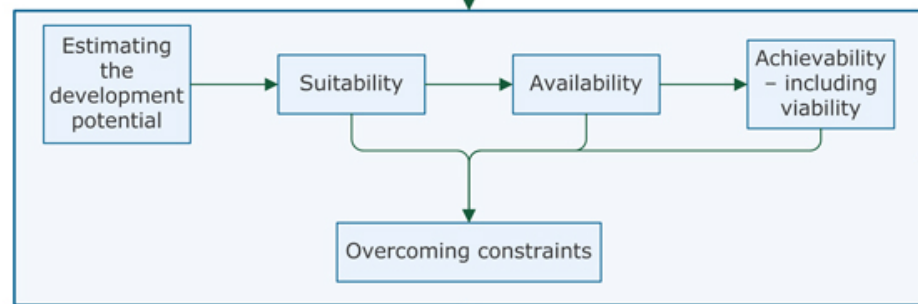 Estimating
the
development
potential
Suitability
Availability
Achievability
– including
viability
Overcoming constraints